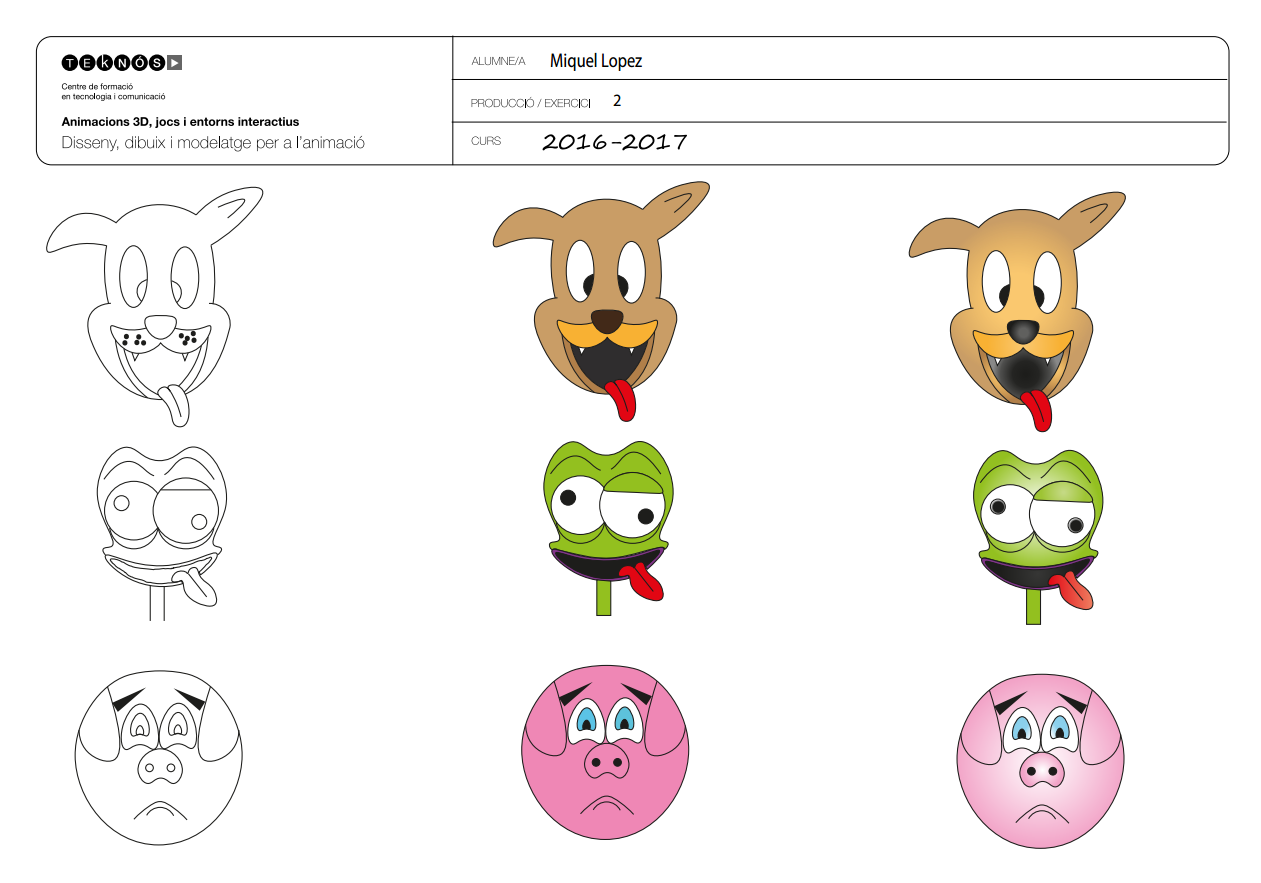 TEKNÓS
Centre de formació
en tecnologia i comunicació
Animacions 3D, jocs i entorns interactius
Disseny, dibuix i modelatge per a l'animació
ALUMNE/A Miquel Lopez
PRODUCCIÓ / EXERCICI 2
CURS 2016-2017